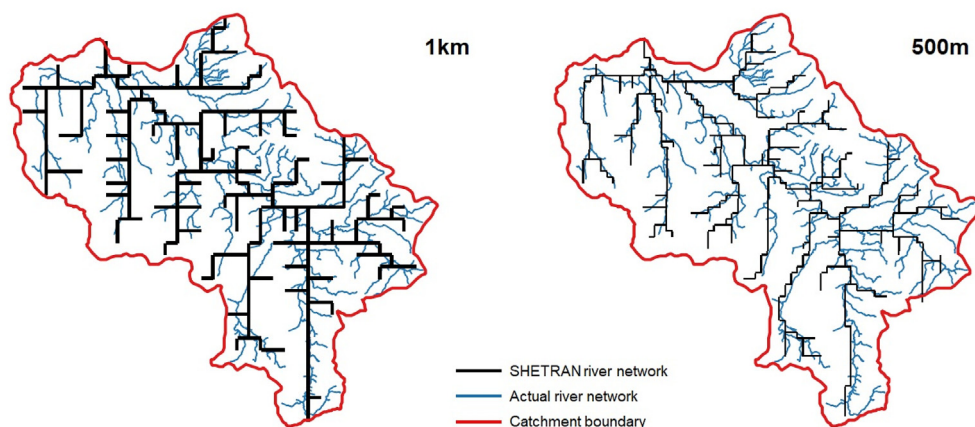 1km
500m
SHETRAN river network
Actual river network
Catchment boundary